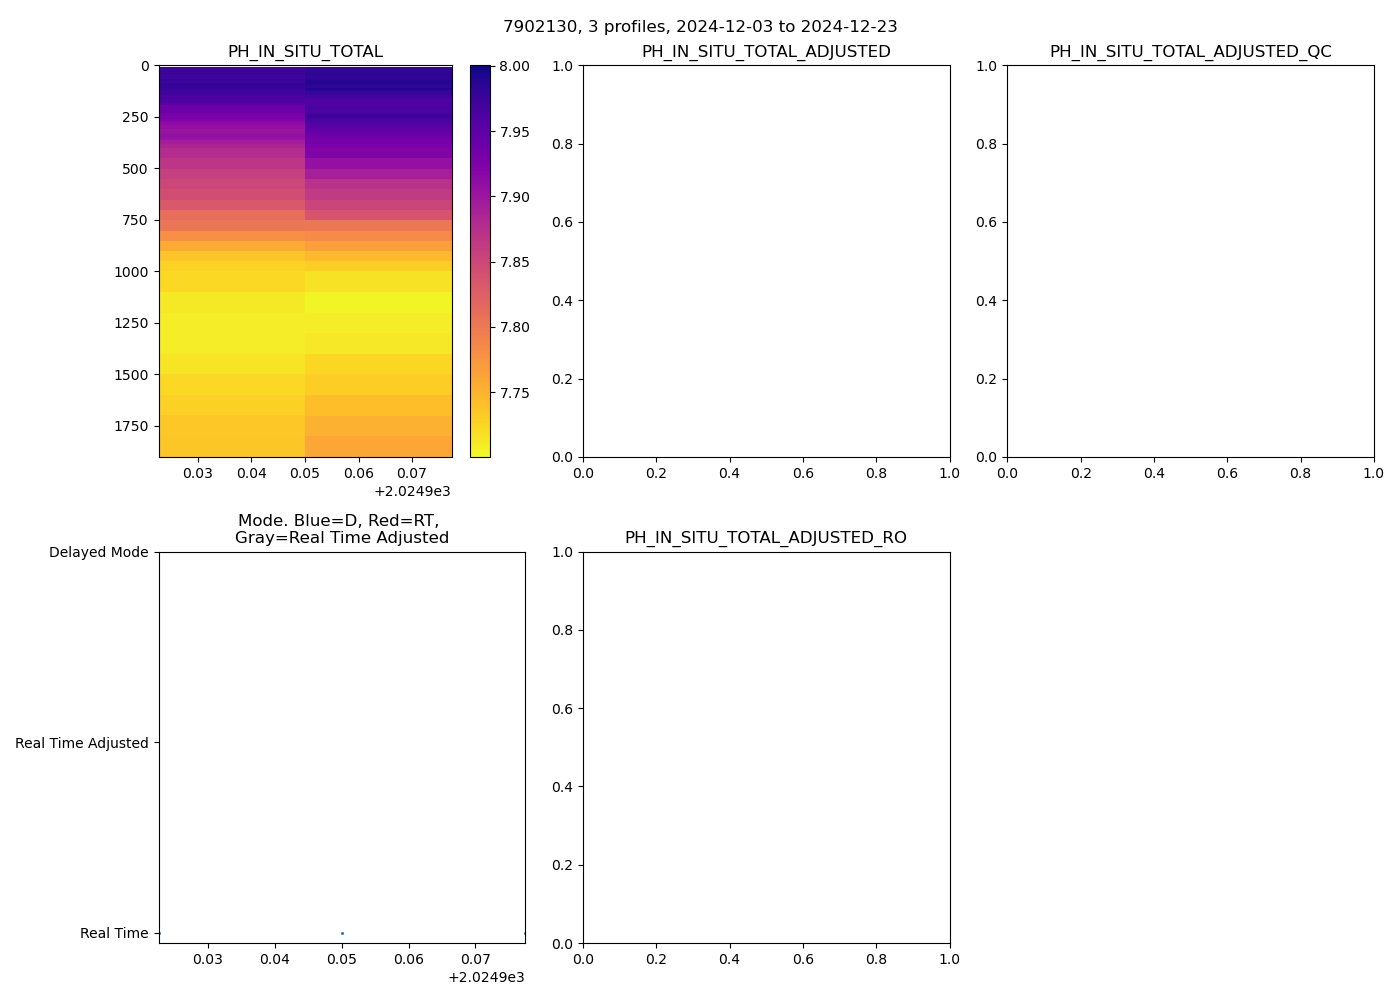 7902130, 3 profiles, 2024-12-03 to 2024-12-23
PH_IN_SITU_TOTAL
0
250
500
750
1000
1250
1500
1750
0.03 0.04 0.05 0.06 0.07
+2.0249e3
8.00
7.95
7.90
7.85
7.80
7.75
PH_IN_SITU_TOTAL_ADJUSTED
1.0
0.8
0.6
0.4
0.2
0.0
0.0 0.2 0.4 0.6 0.8 1.0
PH_IN_SITU_TOTAL_ADJUSTED_QC
1.0
0.8
0.6
0.4
0.2
0.0
0.0 0.2 0.4 0.6 0.8 1.0
Mode. Blue=D, Red=RT,
Gray=Real Time Adjusted
Delayed Mode
Real Time Adjusted
Real Time
0.03 0.04 0.05 0.06 0.07
+2.0249e3
PH_IN_SITU_TOTAL_ADJUSTED_RO
1.0
0.8
0.6
0.4
0.2
0.0
0.0 0.2 0.4 0.6 0.8 1.0